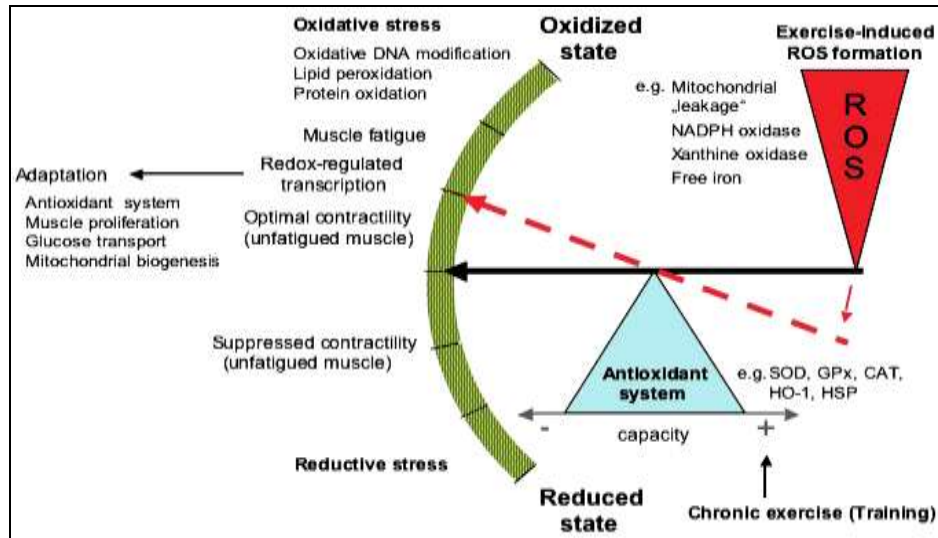 Oxidative stress
Oxidative DNA modification
Lipid peroxidation
Protein oxidation
Muscle fatigue
Redox-regulated
transcription
Adaptation
Antioxidant system
Muscle proliferation
Glucose transport
Mitochondrial biogenesis
Optimal contractility
(unfatigued muscle)
Suppressed contractility
(unfatigued muscle)
Reductive stress
Oxidized
state
Reduced
state
Exercise-induced
ROS formation
e.g. Mitochondrial
„leakage“
NADPH oxidase
Xanthine oxidase
Free iron
R
O
S
Antioxidant
system
e.g. SOD, GPx, CAT,
HO-1, HSP
- +
capacity
Chronic exercise (Training)